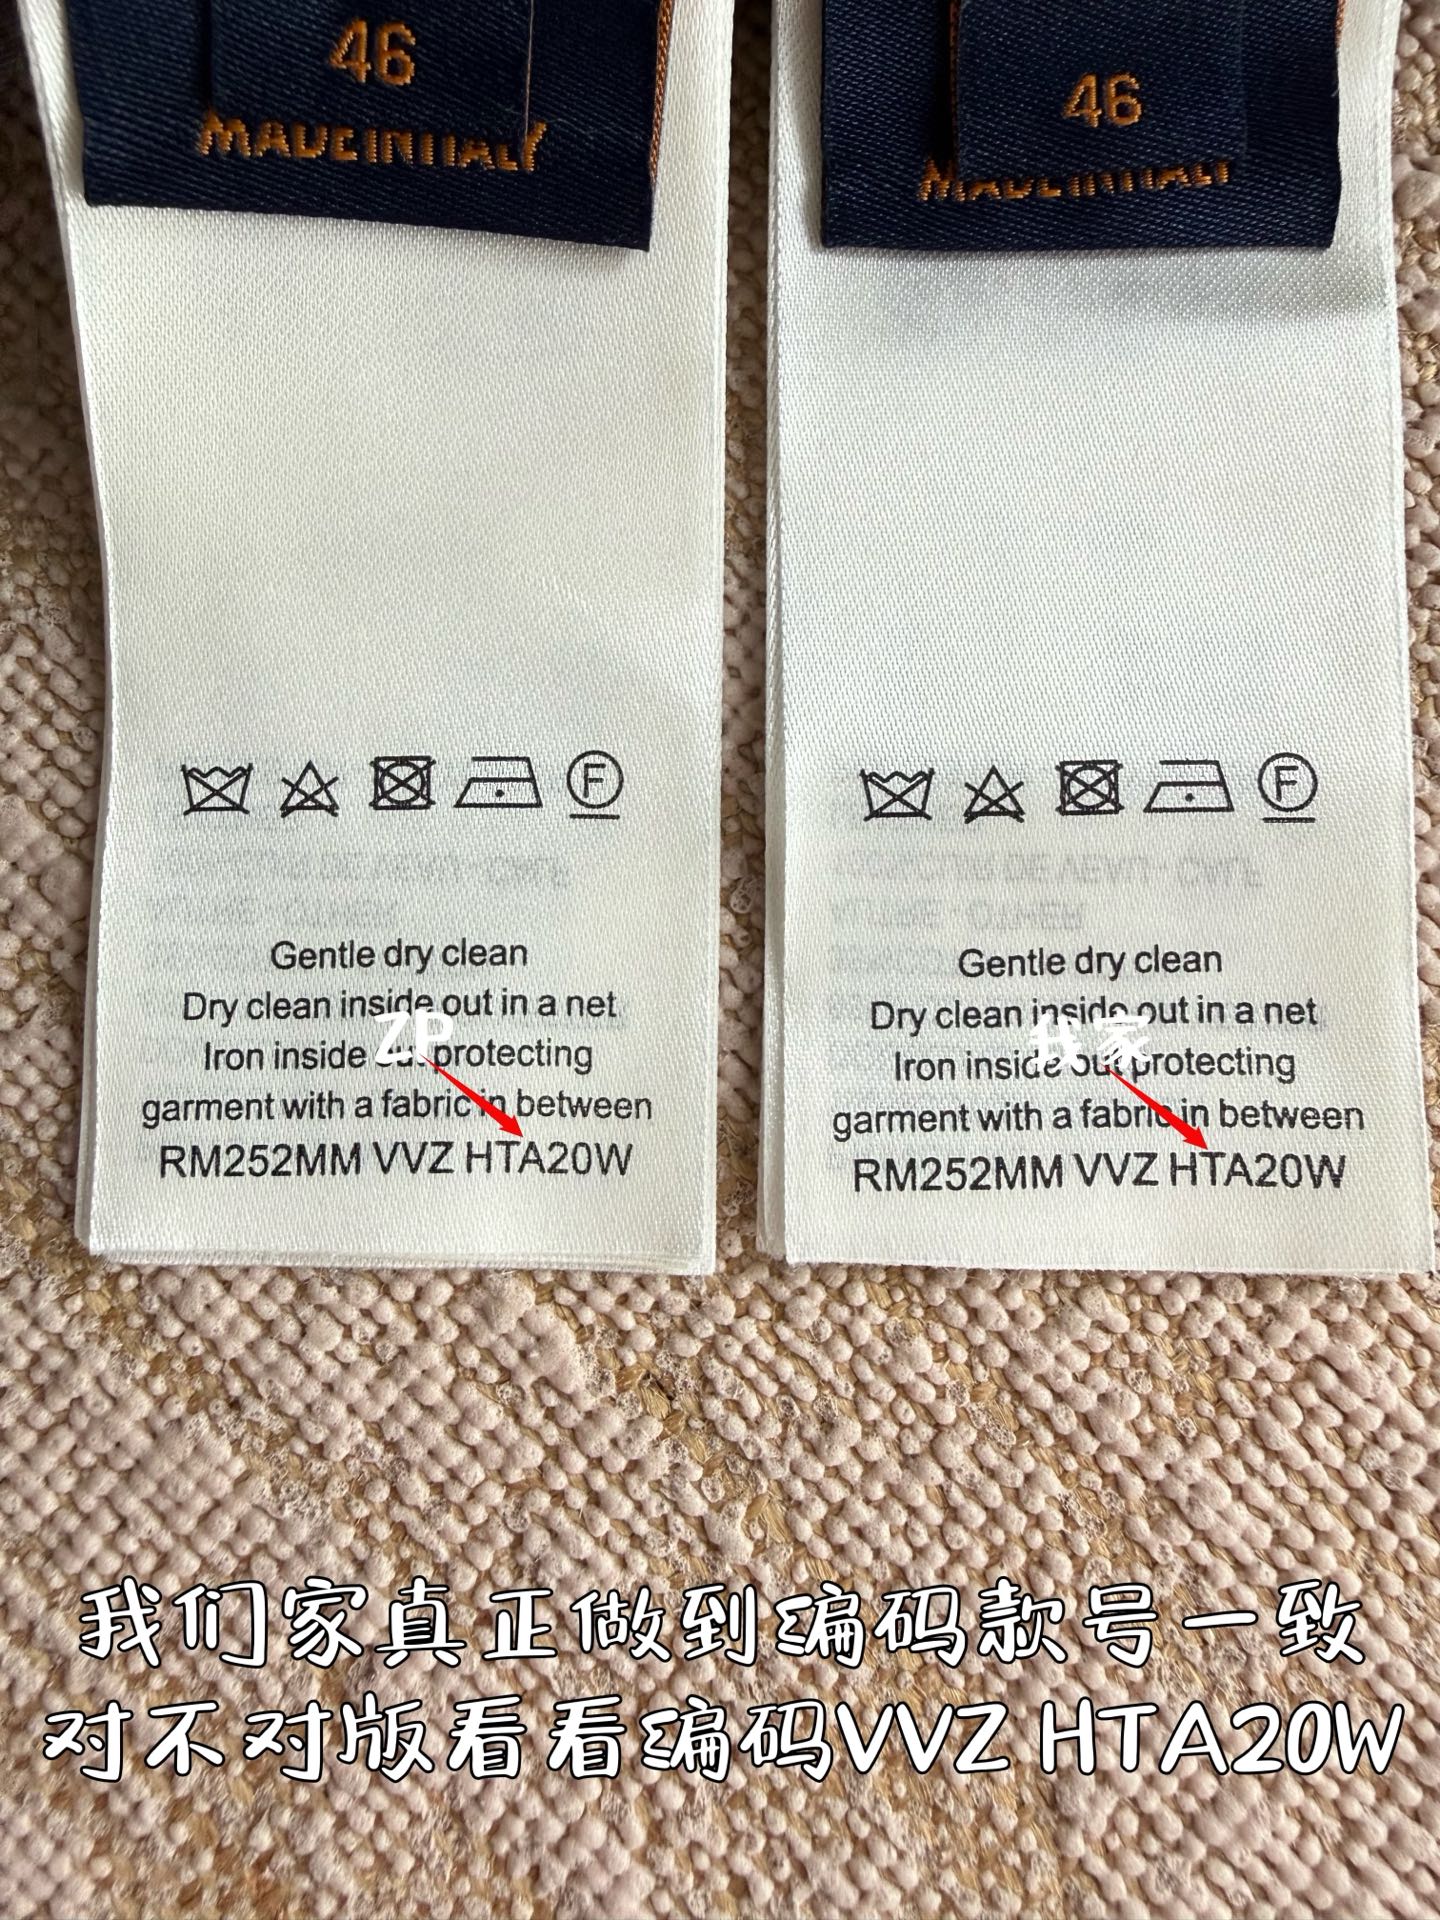 46
MADE IN ITALY
Gentle dry clean
Dry clean inside out in a net
Iron inside out protecting
garment with a fabric in between
RM252MM VVZ HTA20W
ZP
46
MADE IN ITALY
F
F
Gentle dry clean
Dry clean inside out in a net
Iron inside out protecting
garment with a fabric in between
RM252MM VVZ HTA20W
我家
我们家真正做到编码款号一致
对不对版看看编码VVZ HTA20W